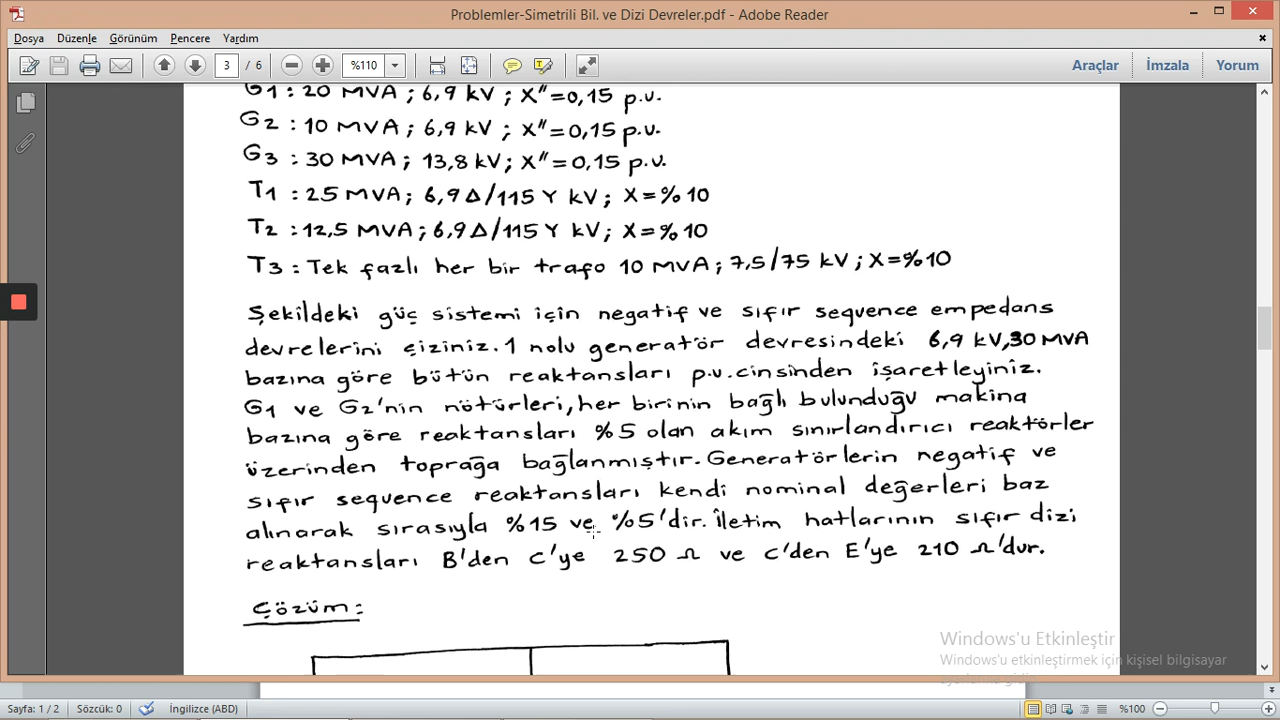 Problemler-Simetrili Bil. ve Dizi Devreler.pdf - Adobe Reader
Dosya Düzenle Görünüm Pencere Yardım
3 / 6 %110 Araçlar İmzala Yorum
G1 : 20 MVA ; 6,9 kV ; X"=0,15 p.u.
G2 : 10 MVA ; 6,9 kV ; X"=0,15 p.u.
G3 : 30 MVA ; 13,8 kV ; X"=0,15 p.u.
T1 : 25 MVA ; 6,9 Δ/115 Y kV ; X=%10
T2 : 12,5 MVA ; 6,9 Δ/115 Y kV ; X=%10
T3 : Tek fazlı her bir trafo 10 MVA ; 7,5/75 kV ; X=%10
Şekildeki güç sistemi için negatif ve sıfır sequence empedans
devrelerini çiziniz. 1 nolu generatör devresindeki 6,9 kV,30 MVA
bazına göre bütün reaktansları p.u.cinsinden işaretleyiniz.
G1 ve G2'nin nötürleri, her birinin bağlı bulunduğu makina
bazına göre reaktansları %5 olan akım sınırlandırıcı reaktörler
üzerinden toprağa bağlanmıştır. Generatörlerin negatif ve
sıfır sequence reaktansları kendi nominal değerleri baz
alınarak sırasıyla %15 ve %5'dir. İletim hatlarının sıfır dizi
reaktansları B'den C'ye 250 Ω ve C'den E'ye 210 Ω'dur.
Çözüm :
Windows'u Etkinleştir
Windows'u etkinleştirmek için kişisel bilgisayar
Sayfa: 1 / 2 Sözcük: 0 İngilizce (ABD) %100